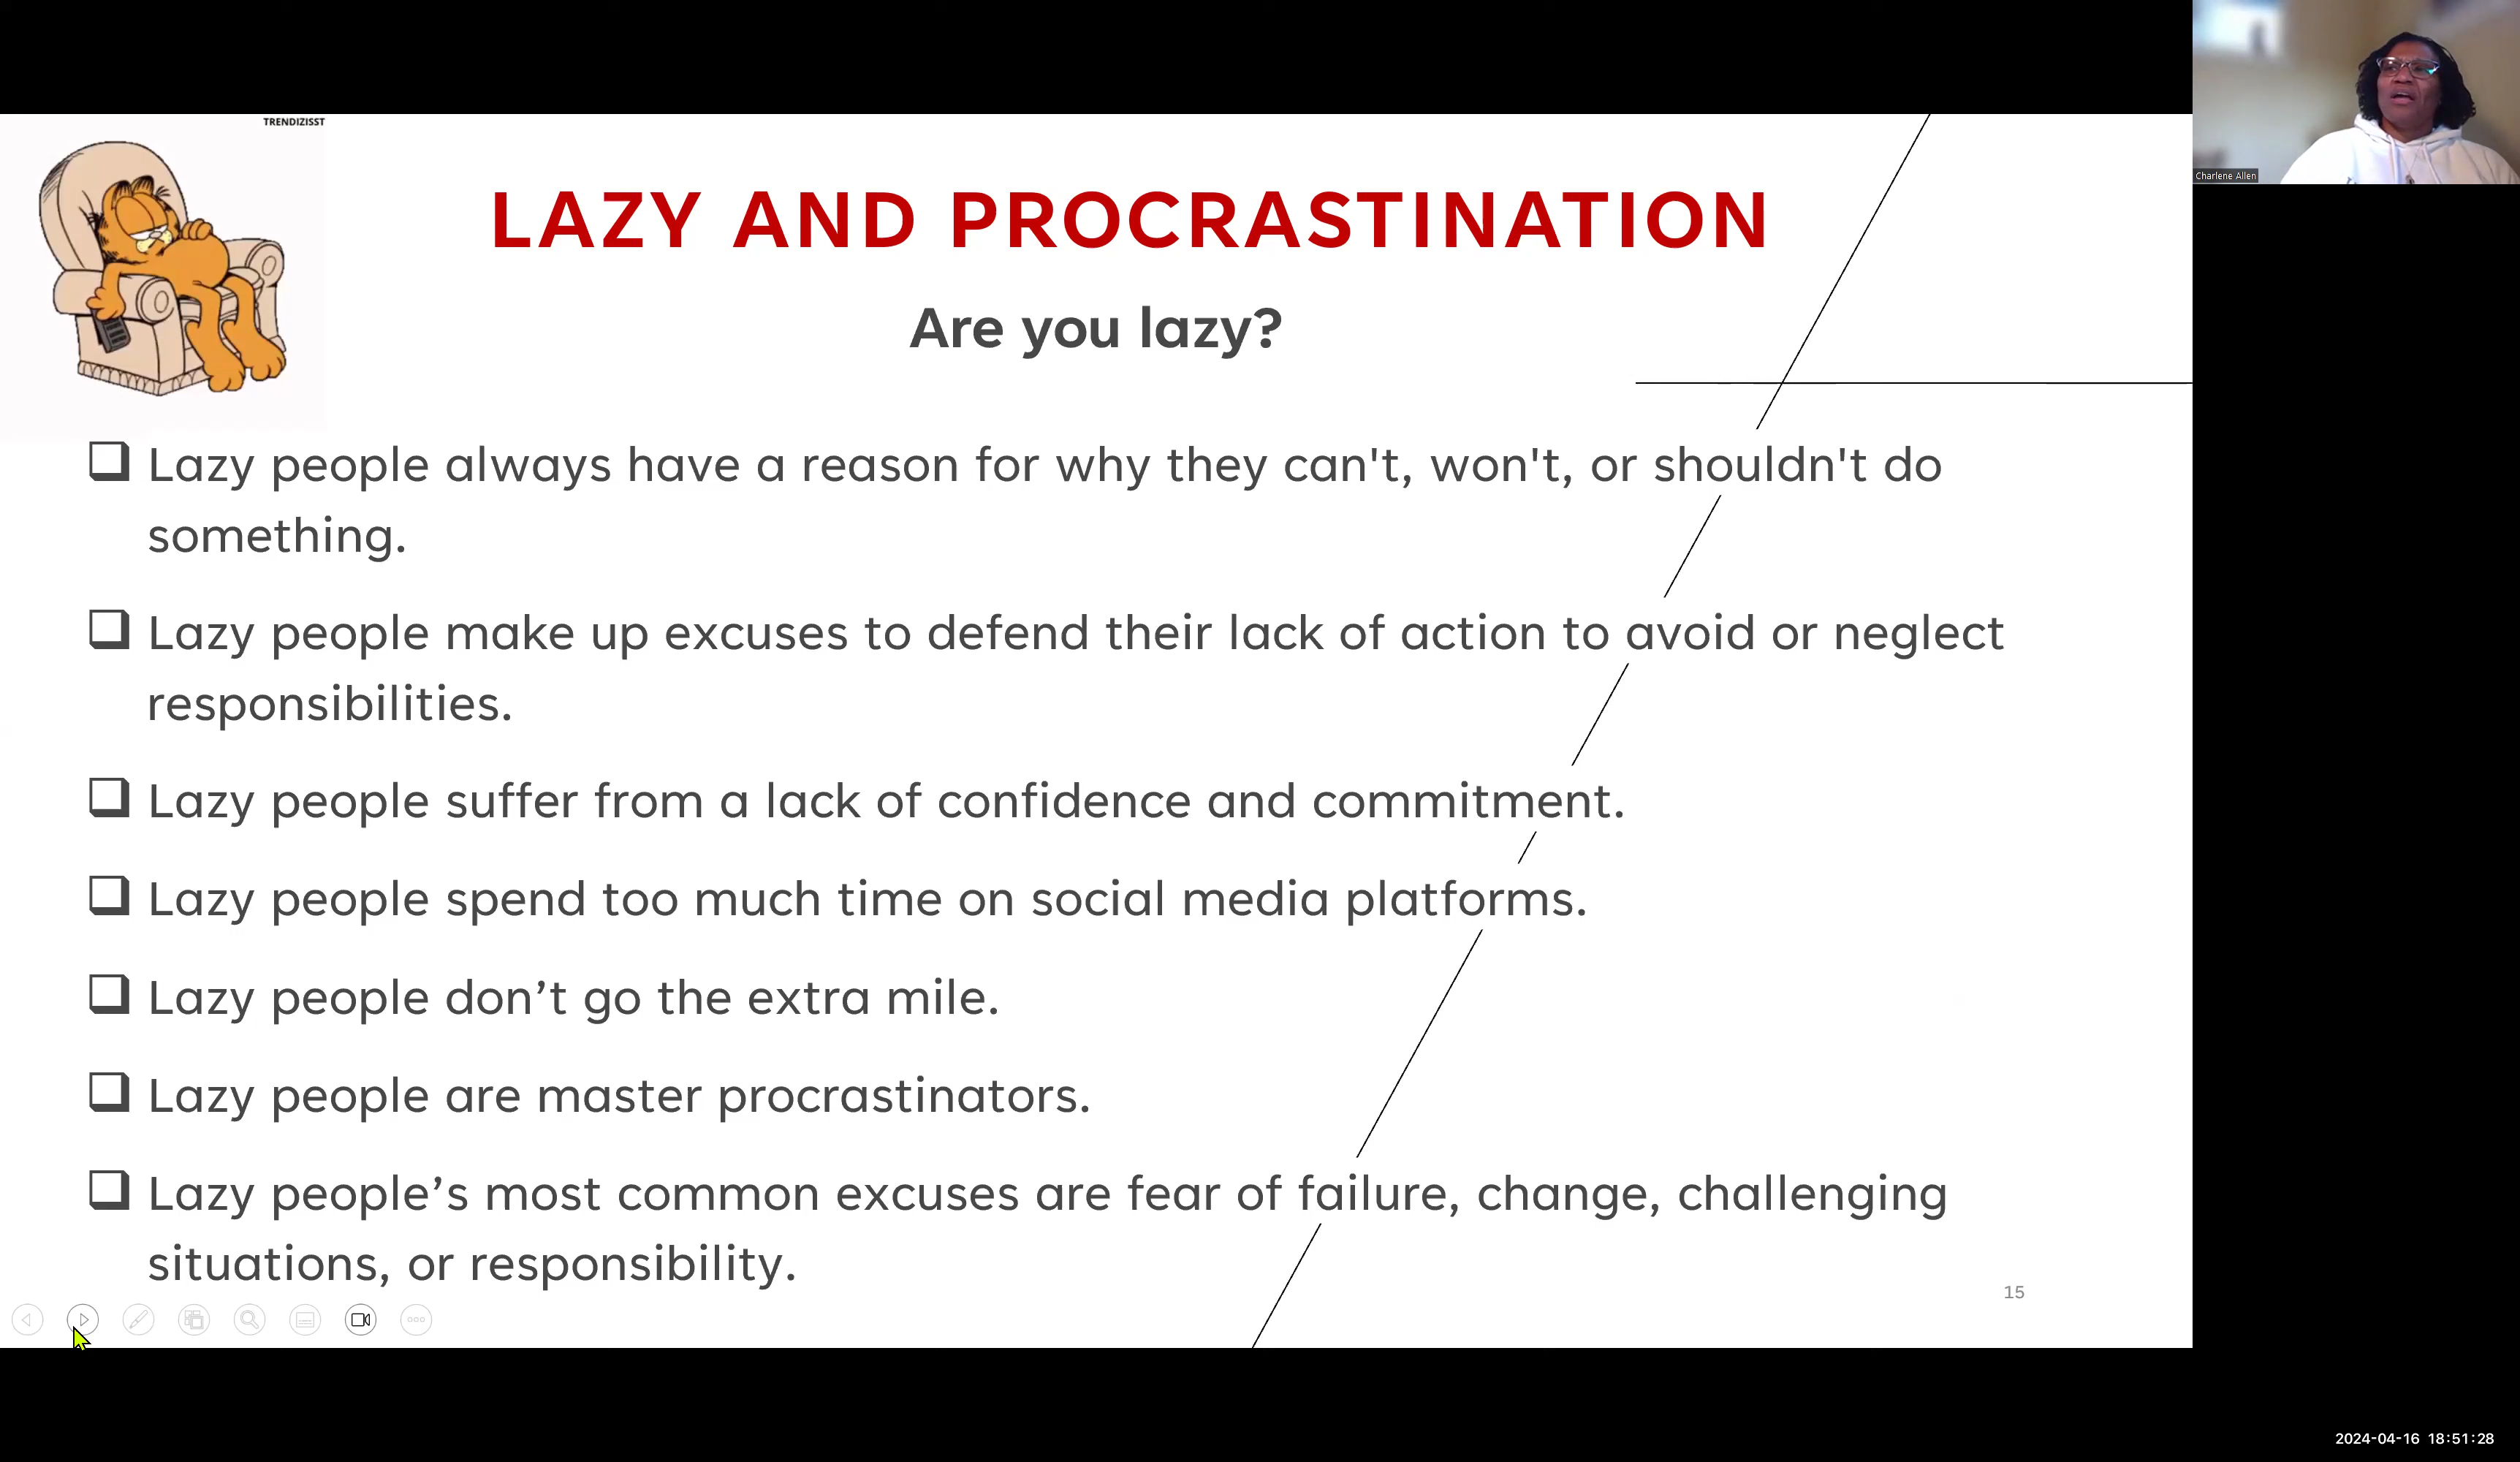 TRENDIZISST
LAZY AND PROCRASTINATION
Are you lazy?
Lazy people always have a reason for why they can't, won't, or shouldn't do
something.
Lazy people make up excuses to defend their lack of action to avoid or neglect
responsibilities.
Lazy people suffer from a lack of confidence and commitment.
Lazy people spend too much time on social media platforms.
Lazy people don’t go the extra mile.
Lazy people are master procrastinators.
Lazy people’s most common excuses are fear of failure, change, challenging
situations, or responsibility.
15
Charlene Allen
2024-04-16 18:51:28